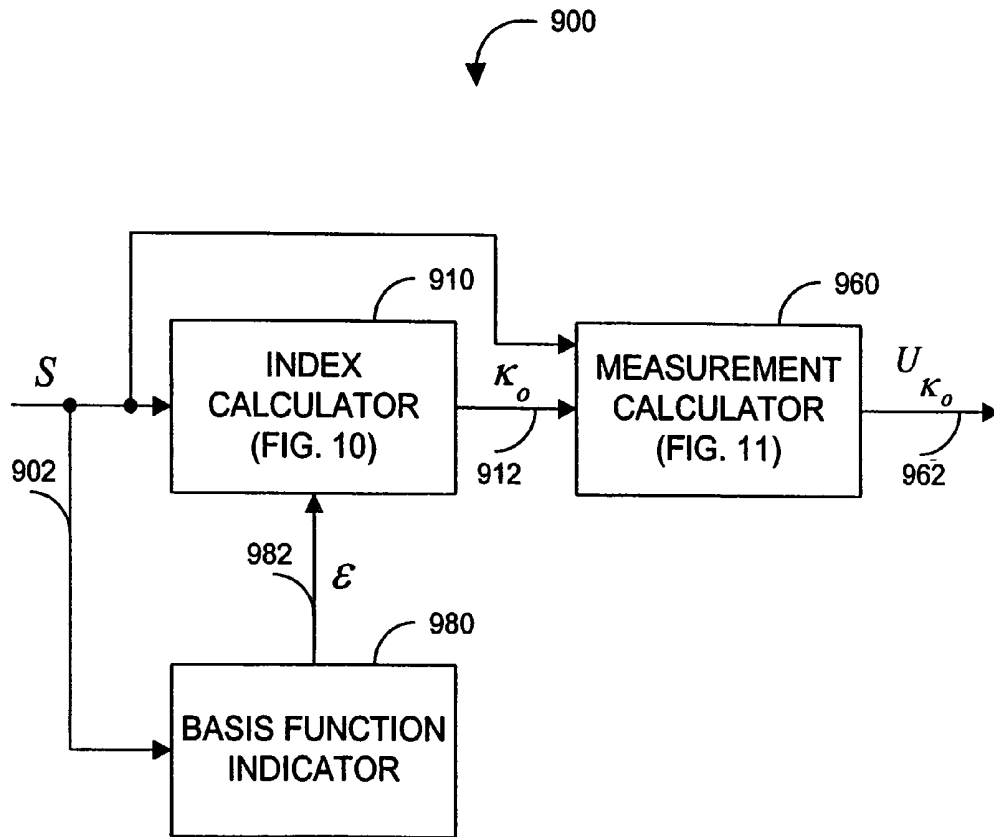 900
910
960
S
INDEX
CALCULATOR
(FIG. 10)
κₒ
912
MEASUREMENT
CALCULATOR
(FIG. 11)
U_κₒ
962
902
982
ε
980
BASIS FUNCTION
INDICATOR